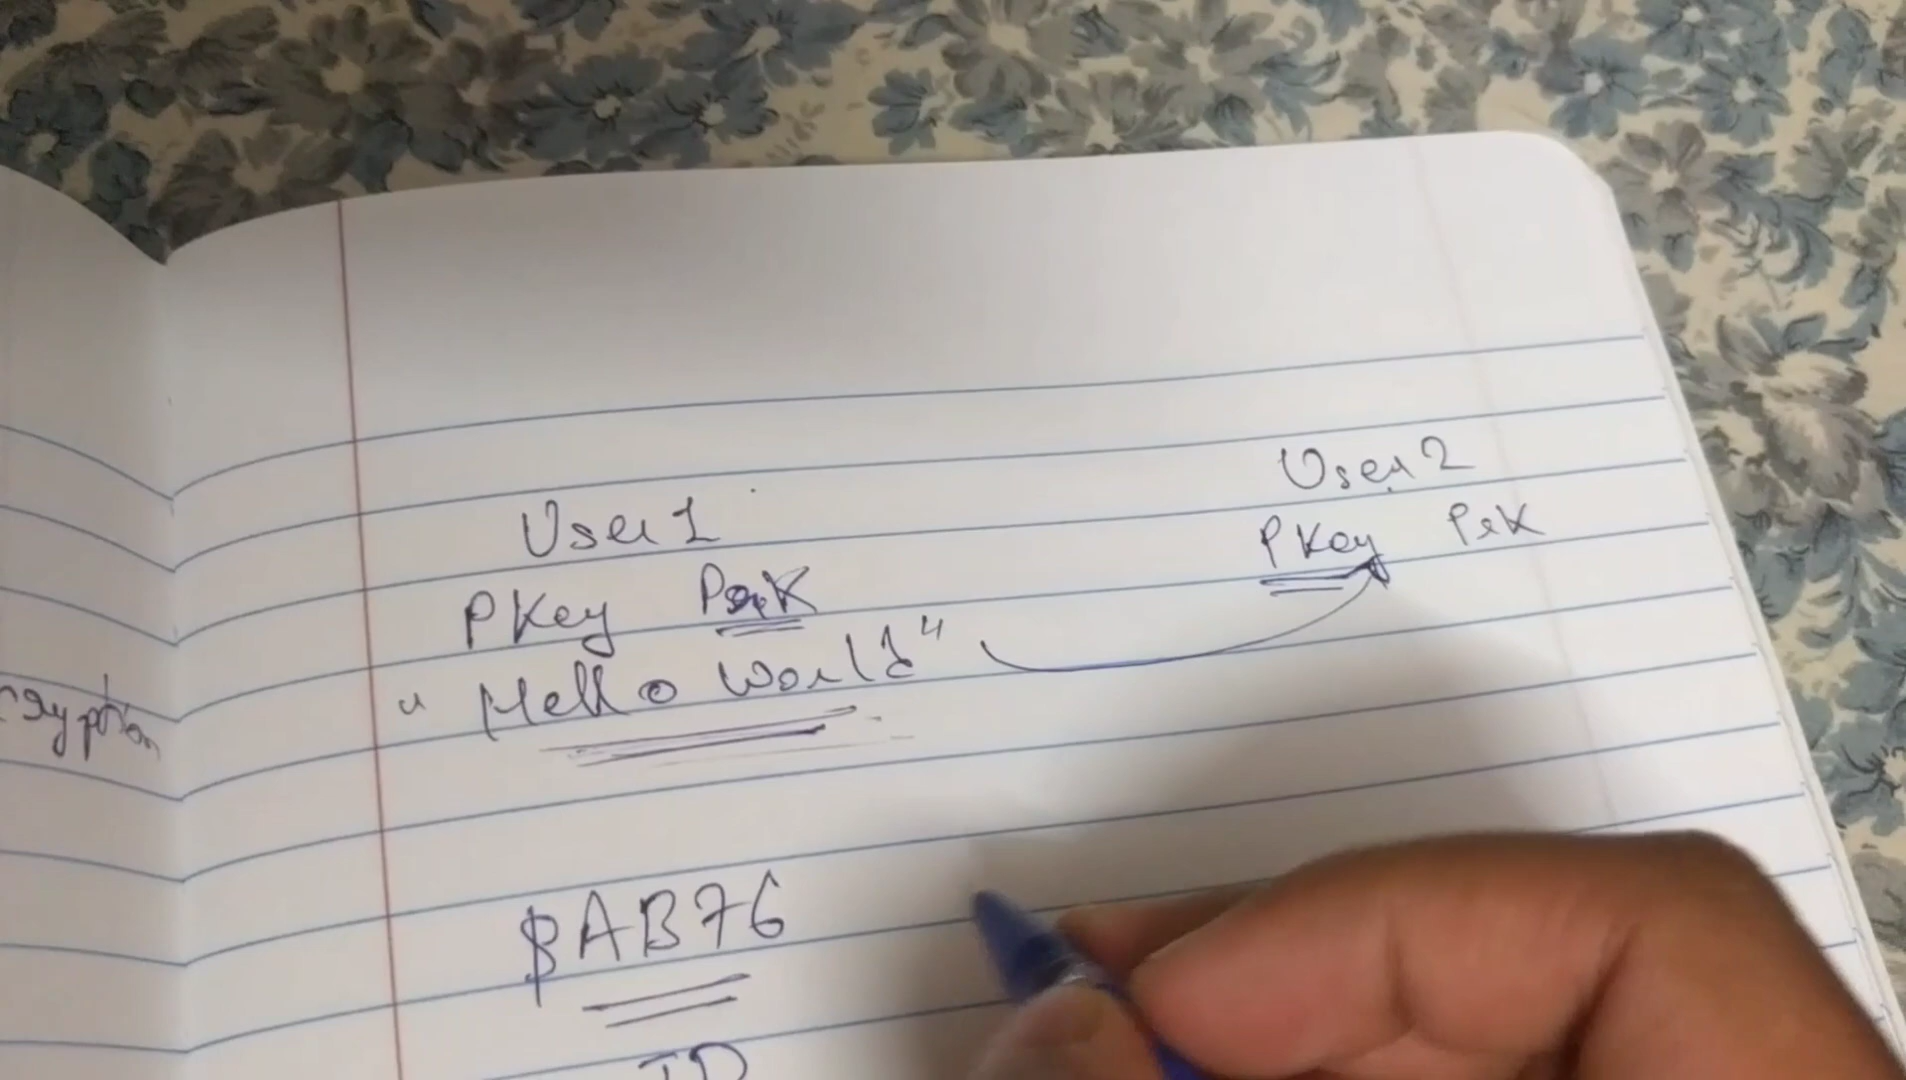 User 1
User 2
PKey PrK
PKey PrK
" Hello World"
$AB76